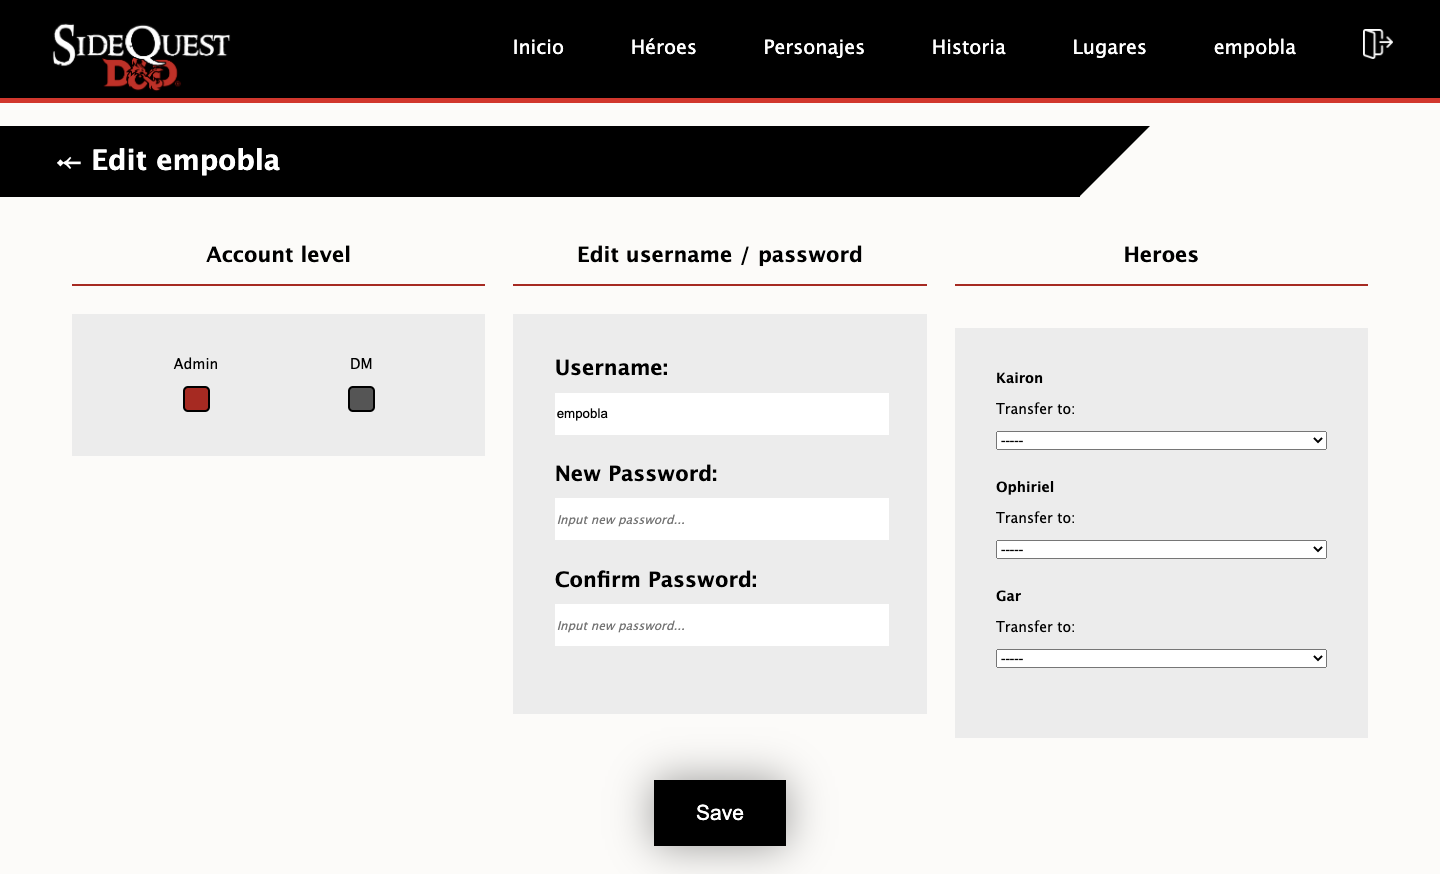 SIDEQUEST
D&D
Inicio
Héroes
Personajes
Historia
Lugares
empobla
Edit empobla
Account level
Admin
DM
Edit username / password
Username:
empobla
New Password:
Input new password...
Confirm Password:
Input new password...
Heroes
Kairon
Transfer to:
-----
Ophiriel
Transfer to:
-----
Gar
Transfer to:
-----
Save